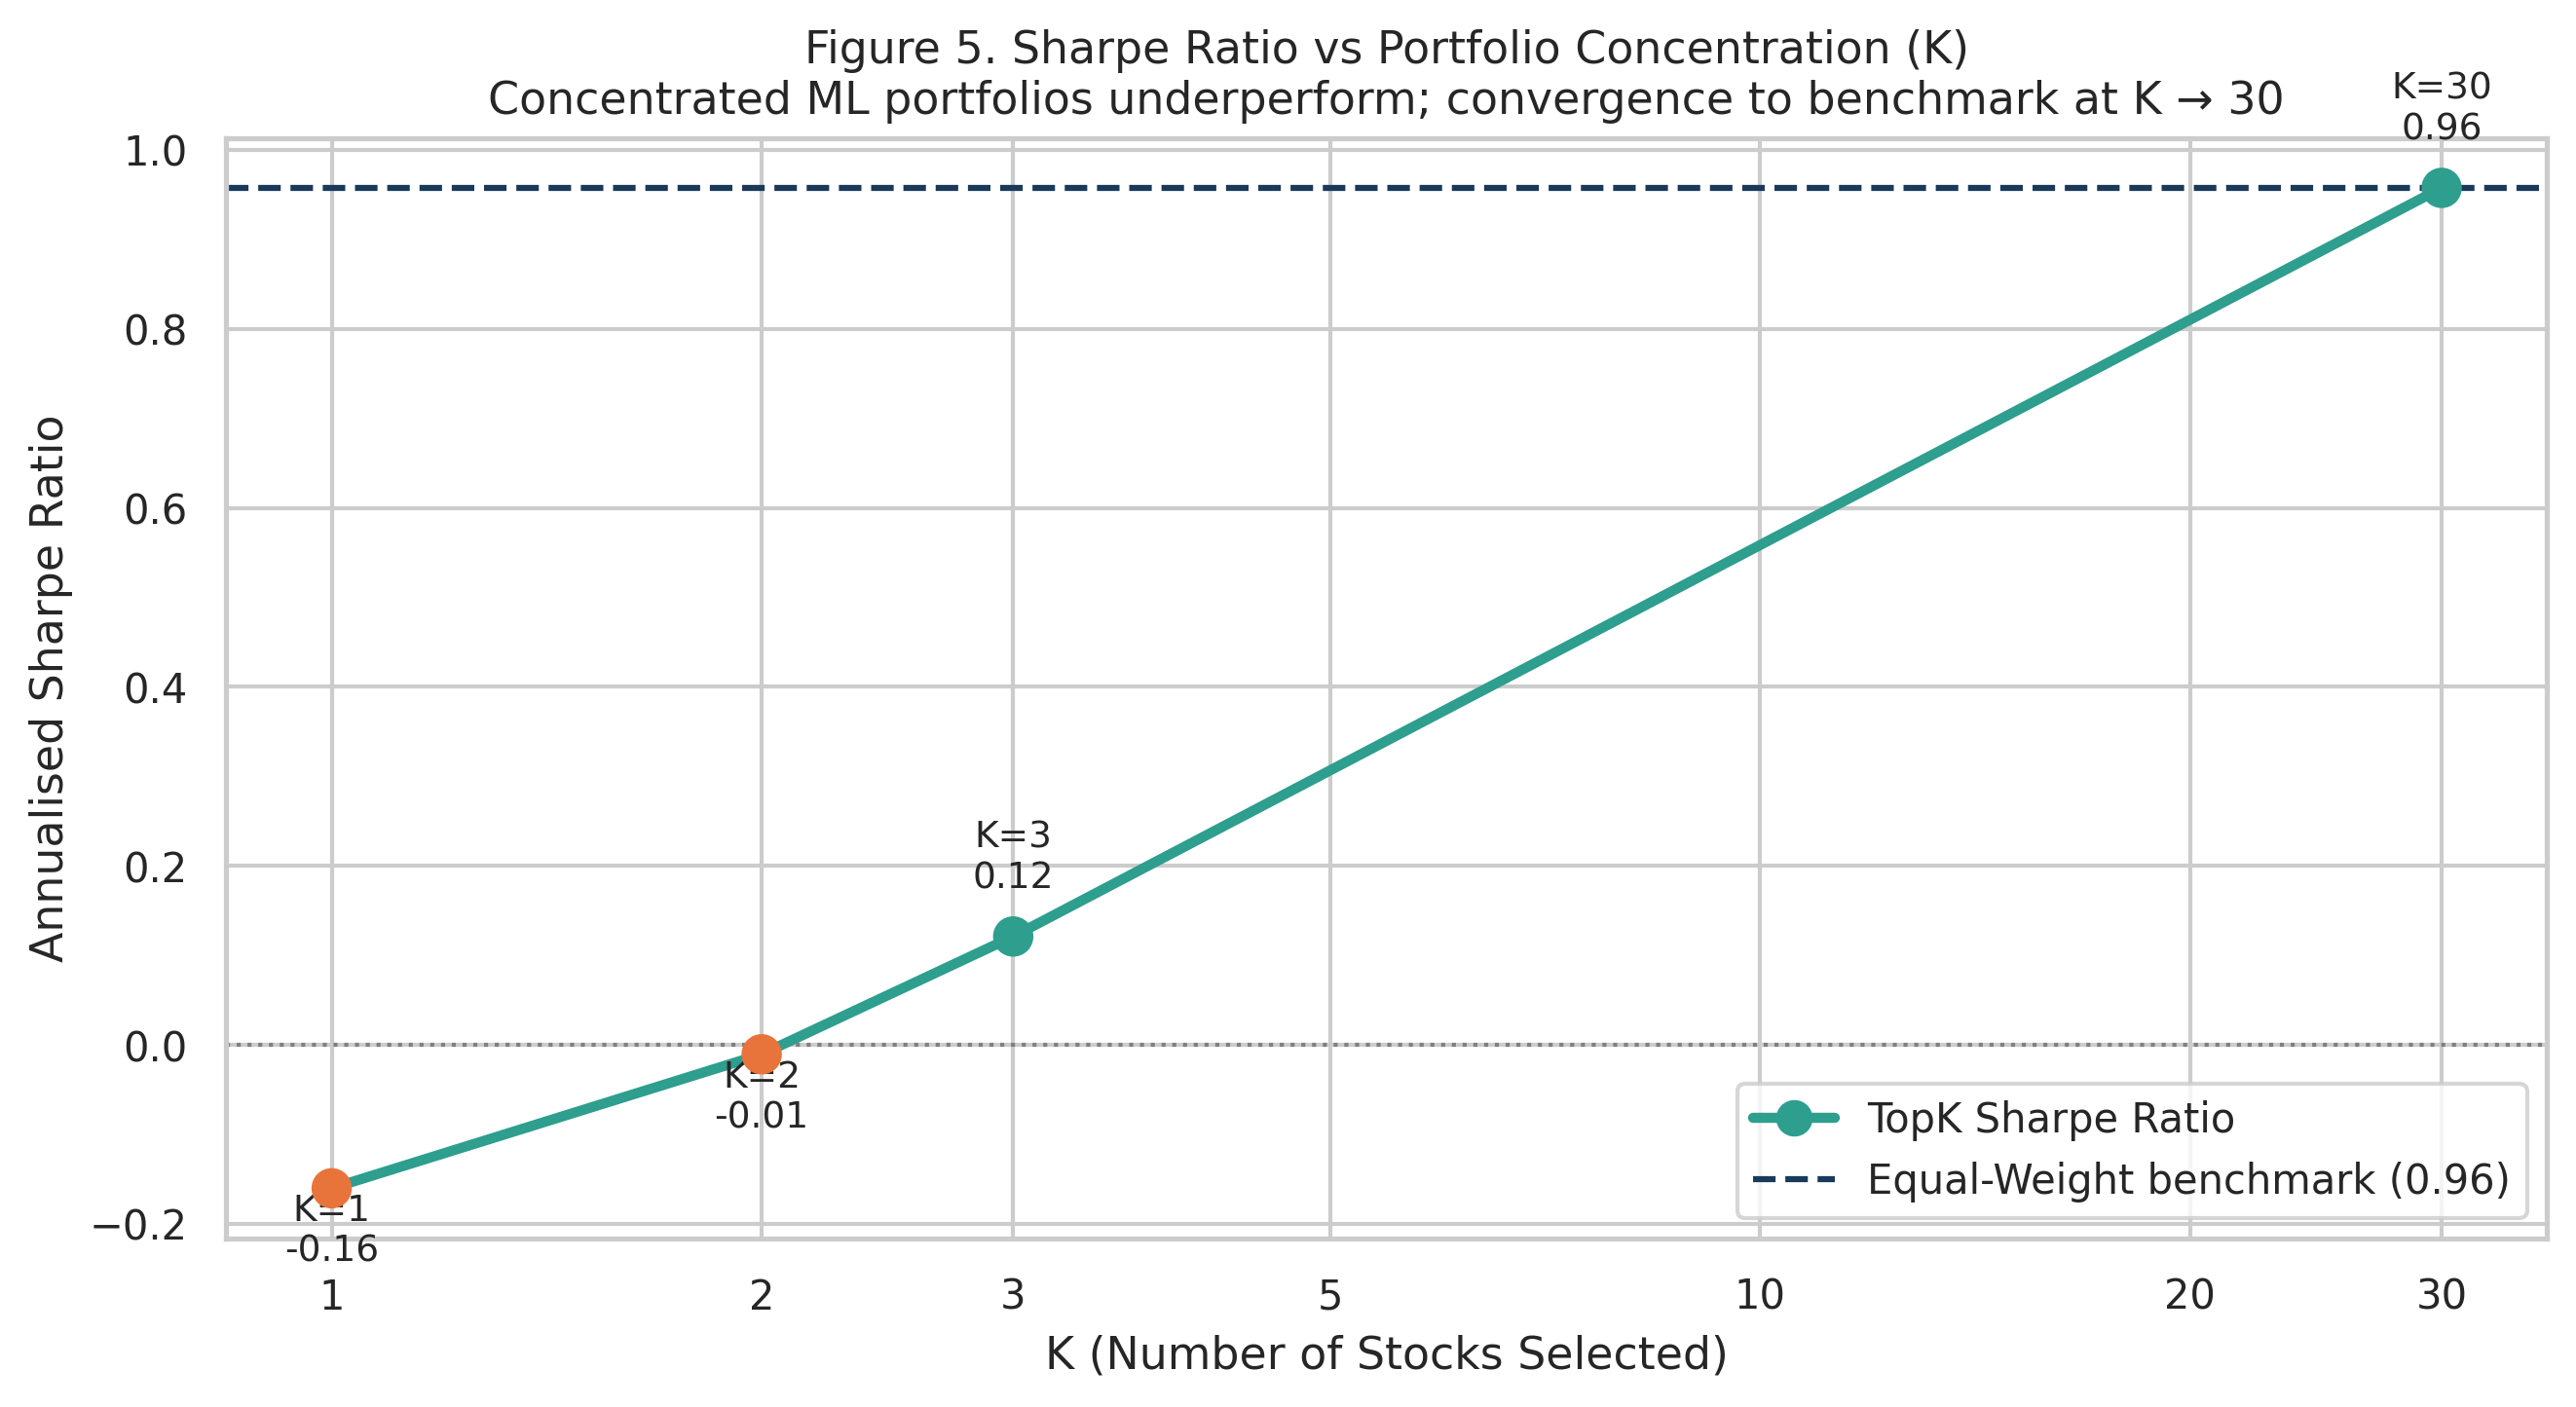 Figure 5. Sharpe Ratio vs Portfolio Concentration (K)
Concentrated ML portfolios underperform; convergence to benchmark at K → 30
K=30
0.96
1.0
0.8
0.6
0.4
0.2
0.0
−0.2
Annualised Sharpe Ratio
K=3
0.12
K=2
-0.01
K=1
-0.16
TopK Sharpe Ratio
Equal-Weight benchmark (0.96)
1
2
3
5
10
20
30
K (Number of Stocks Selected)